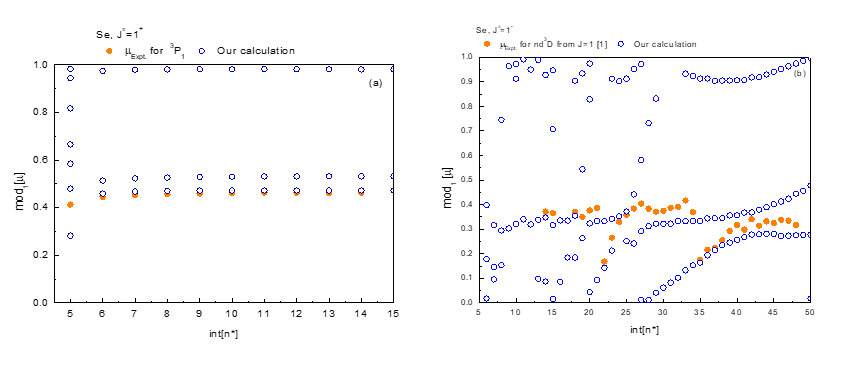 Se, J^π=1^+
μ_Expt. for ³P₁ Our calculation
(a)
1.0
0.8
0.6
0.4
0.2
0.0
mod₁[μ]
5 6 7 8 9 10 11 12 13 14 15
int[n*]
Se, J^π=1^-
μ_Expt. for nd³D from J=1 [1] Our calculation
(b)
1.0
0.9
0.8
0.7
0.6
0.5
0.4
0.3
0.2
0.1
0.0
mod₁ [μ]
5 10 15 20 25 30 35 40 45 50
int[n*]